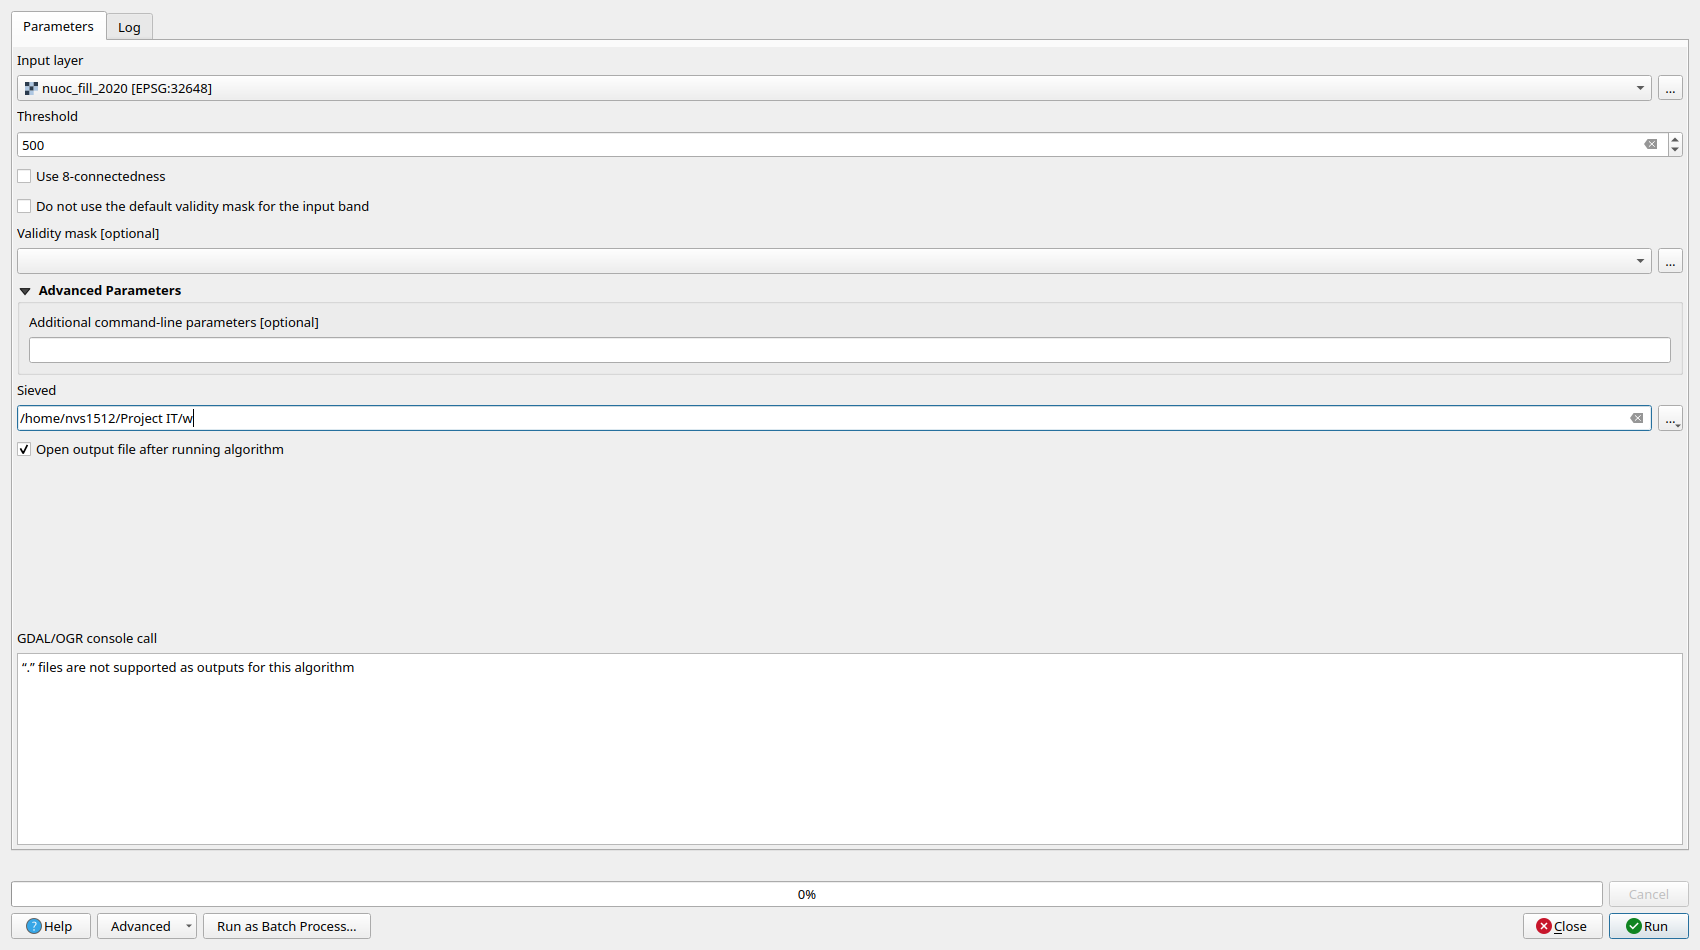 Parameters
Log
Input layer
nuoc_fill_2020 [EPSG:32648]
...
Threshold
500
Use 8-connectedness
Do not use the default validity mask for the input band
Validity mask [optional]
...
Advanced Parameters
Additional command-line parameters [optional]
Sieved
/home/nvs1512/Project IT/w
...
Open output file after running algorithm
GDAL/OGR console call
“.” files are not supported as outputs for this algorithm
0%
Cancel
Help
Advanced
Run as Batch Process...
Close
Run